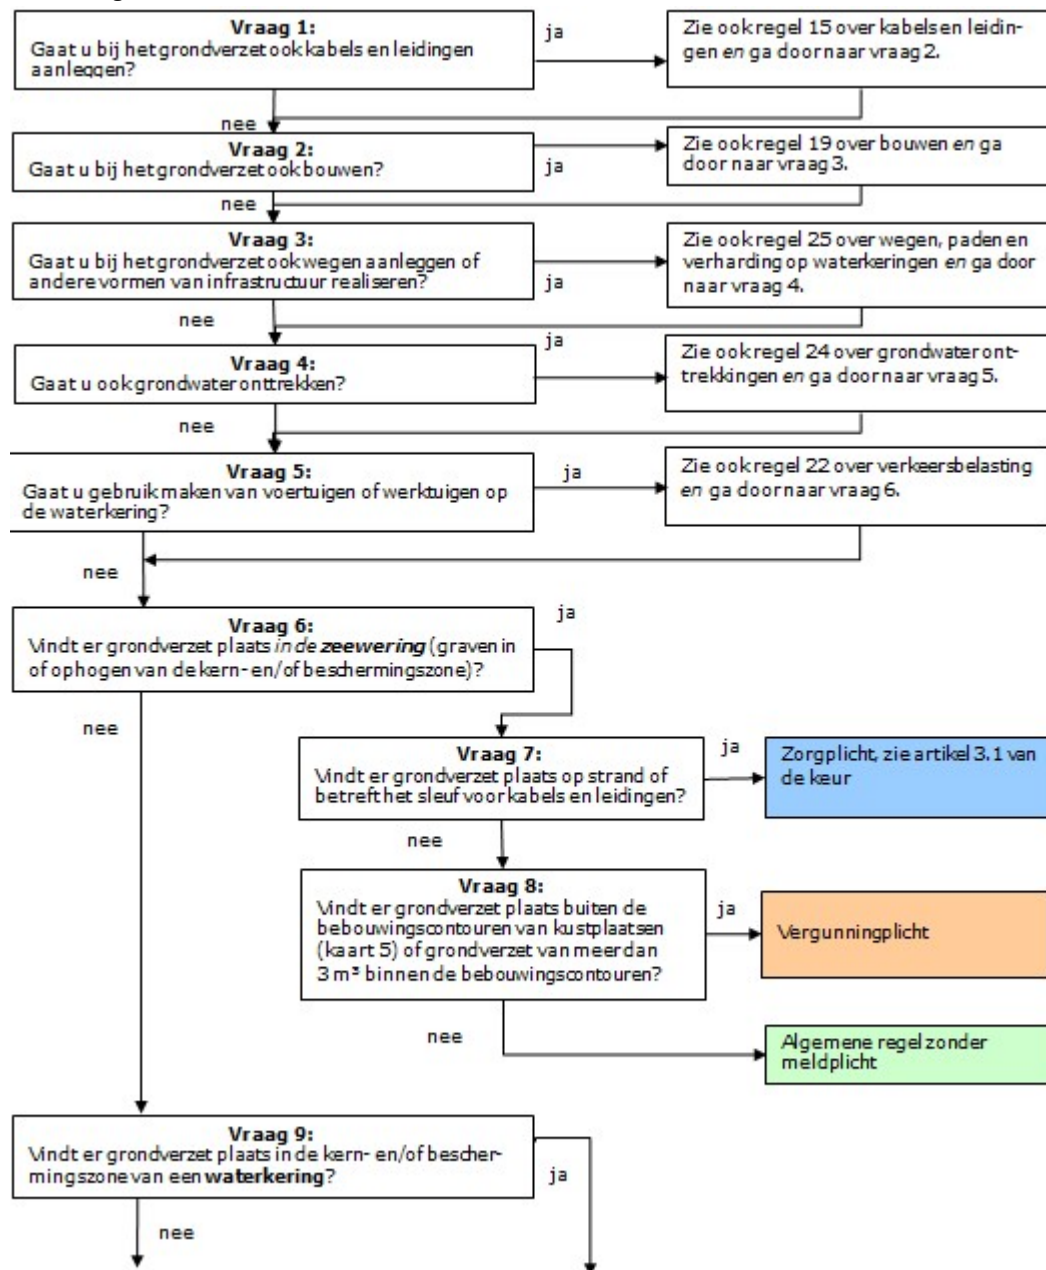 Vraag 1:
Gaat u bij het grondverzet ook kabels en leidingen
aanleggen?
ja
Zie ook regel 15 over kabels en leidin-
gen en ga door naar vraag 2.
nee
Vraag 2:
Gaat u bij het grondverzet ook bouwen?
ja
Zie ook regel 19 over bouwen en ga
door naar vraag 3.
nee
Vraag 3:
Gaat u bij het grondverzet ook wegen aanleggen of
andere vormen van infrastructuur realiseren?
ja
Zie ook regel 25 over wegen, paden en
verharding op waterkeringen en ga door
naar vraag 4.
nee
Vraag 4:
Gaat u ook grondwater onttrekken?
ja
Zie ook regel 24 over grondwater ont-
trekkingen en ga door naar vraag 5.
nee
Vraag 5:
Gaat u gebruik maken van voertuigen of werktuigen op
de waterkering?
ja
Zie ook regel 22 over verkeersbelasting
en ga door naar vraag 6.
nee
Vraag 6:
Vindt er grondverzet plaats in de zeewering (graven in
of ophogen van de kern- en/of beschermingszone)?
ja
nee
Vraag 7:
Vindt er grondverzet plaats op strand of
betreft het sleuf voor kabels en leidingen?
ja
Zorgplicht, zie artikel 3.1 van
de keur
nee
Vraag 8:
Vindt er grondverzet plaats buiten de
bebouwingscontouren van kustplaatsen
(kaart 5) of grondverzet van meer dan
3 m³ binnen de bebouwingscontouren?
ja
Vergunningplicht
nee
Algemene regel zonder
meldplicht
Vraag 9:
Vindt er grondverzet plaats in de kern- en/of bescher-
mingszone van een waterkering?
ja
nee